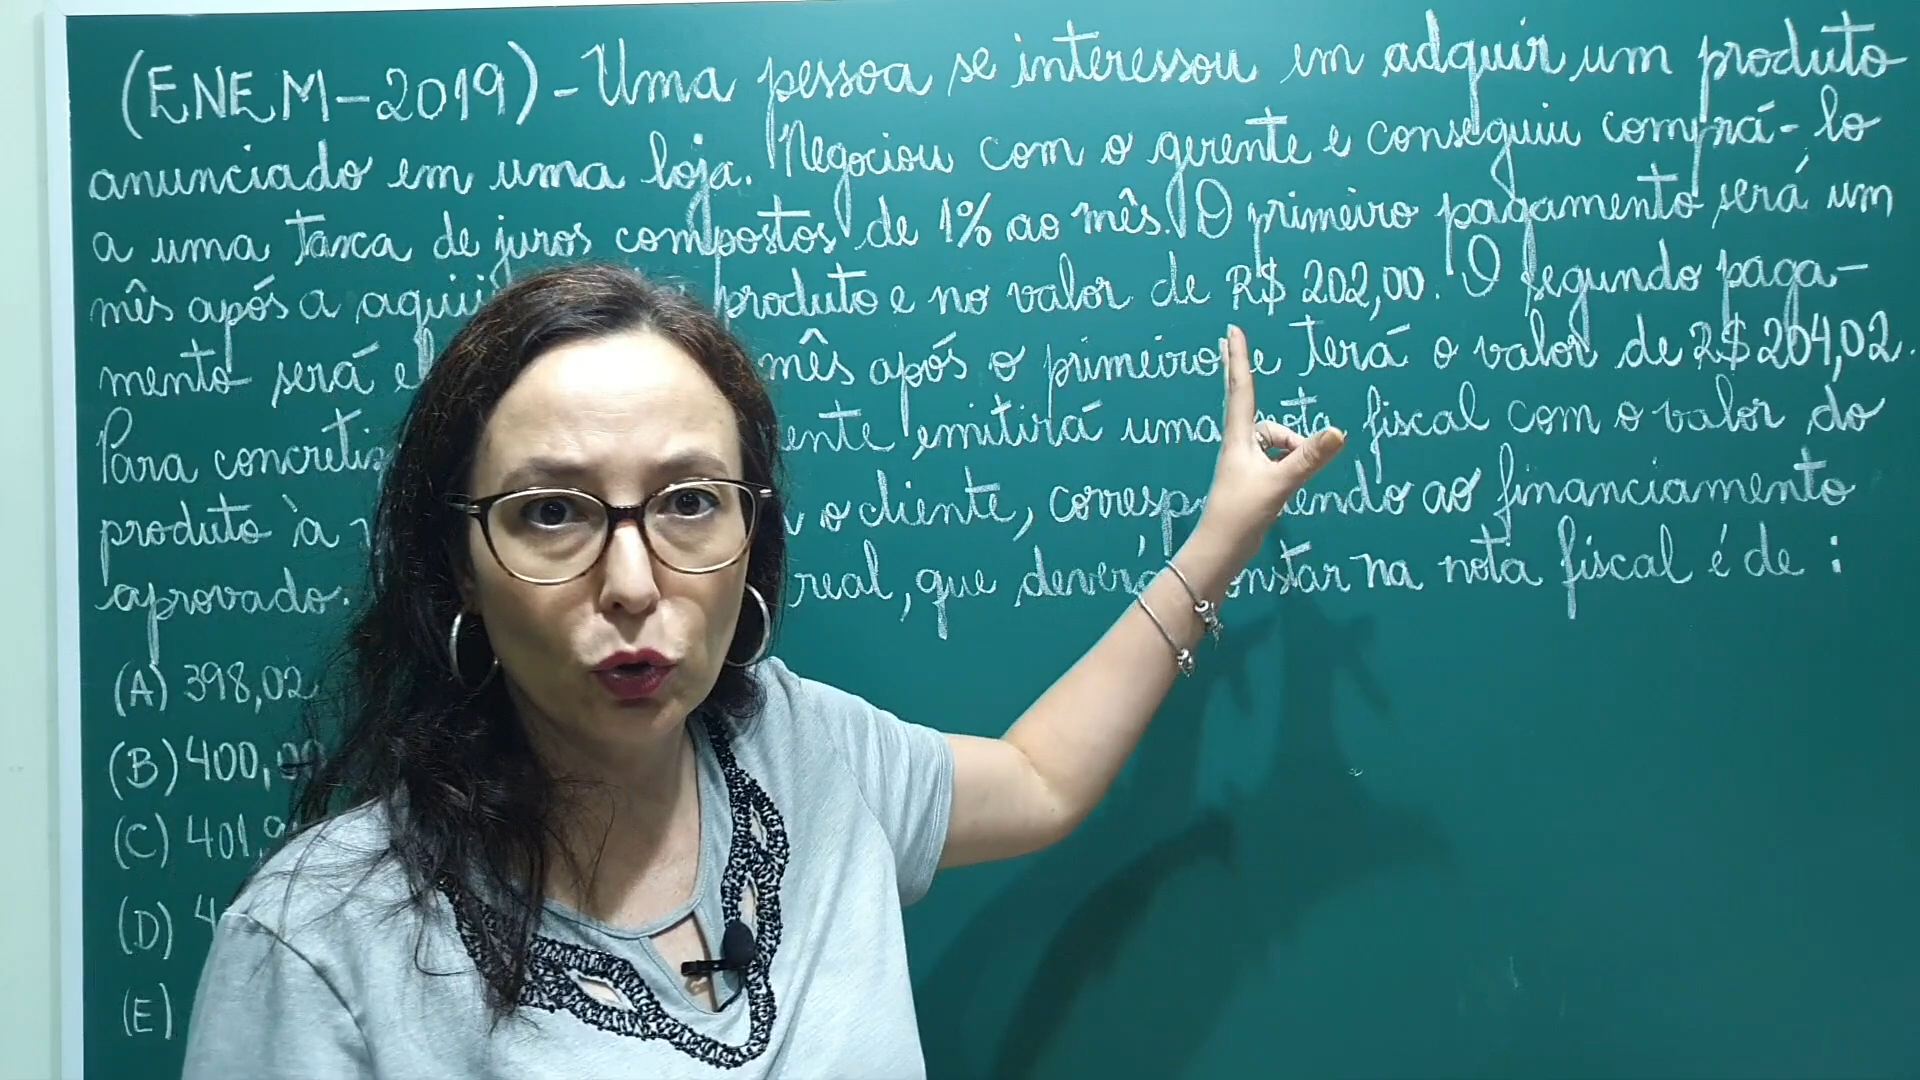 (ENEM-2019) - Uma pessoa se interessou em adquirir um produto
anunciado em uma loja. Negociou com o gerente e conseguiu comprá-lo
a uma taxa de juros compostos de 1% ao mês. O primeiro pagamento será um
mês após a produto e no valor de R$ 202,00. O segundo paga-
mento será mês após o primeiro e terá o valor de R$ 204,02.
Para emitirá uma nota fiscal com o valor do
produto à o cliente, correspondendo ao financiamento
aprovado. real, que deverá constar na nota fiscal é de :
(A) 398,02
(B) 400,00
(C) 401,
(D) 4
(E)